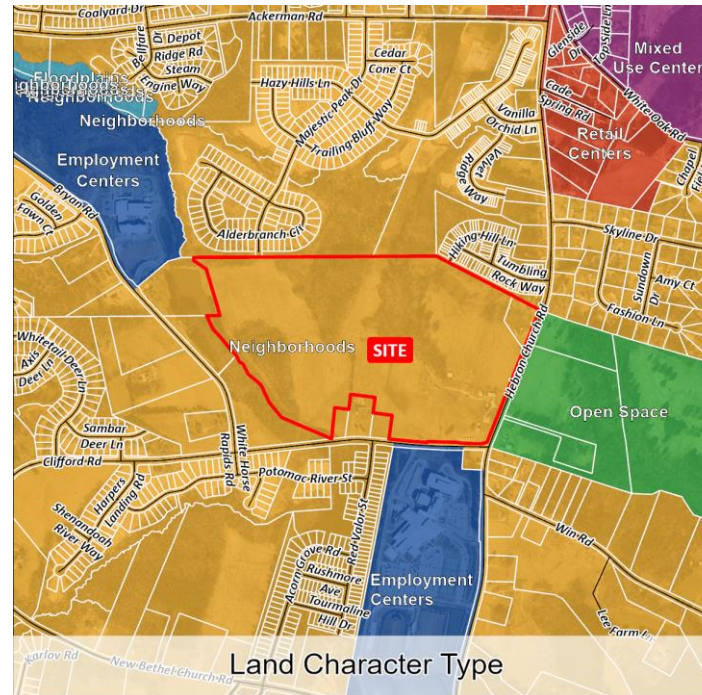 Coalyard Dr
Ackerman Rd
Bellfare
Dr
Depot
Ridge Rd
Steam
Engine Way
Floodplains
Neighborhoods
Neighborhoods
Neighborhoods
Employment
Centers
Bryan Rd
Golden
Fawn Ct
Hazy Hills Ln
Majestic Peak Dr
Cedar
Cone Ct
Trailing Bluff Way
Alderbranch Cir
Vanilla
Orchid Ln
Velvet
Ridge Way
Glenside
Dr
Topside Ln
Mixed
Use Center
White Oak Rd
Cade
Spring Rd
Retail
Centers
Chapel
Skyline Dr
Sundown
Dr
Amy Ct
Fashion Ln
Hiking Hill Ln
Tumbling
Rock Way
Hebron Church Rd
Neighborhoods
SITE
Open Space
Whitetail Deer Ln
Axis
Deer Ln
Sambar
Deer Ln
Clifford Rd
White Horse
Rapids Rd
Harpers
Landing Rd
Potomac River St
Shenandoah
River Way
Red Valor St
Acorn Grove Rd
Rushmore
Ave
Tourmaline
Hill Dr
Employment
Centers
Win Rd
Lee Farm Ln
Karlov Rd
New Bethel Church Rd
Land Character Type